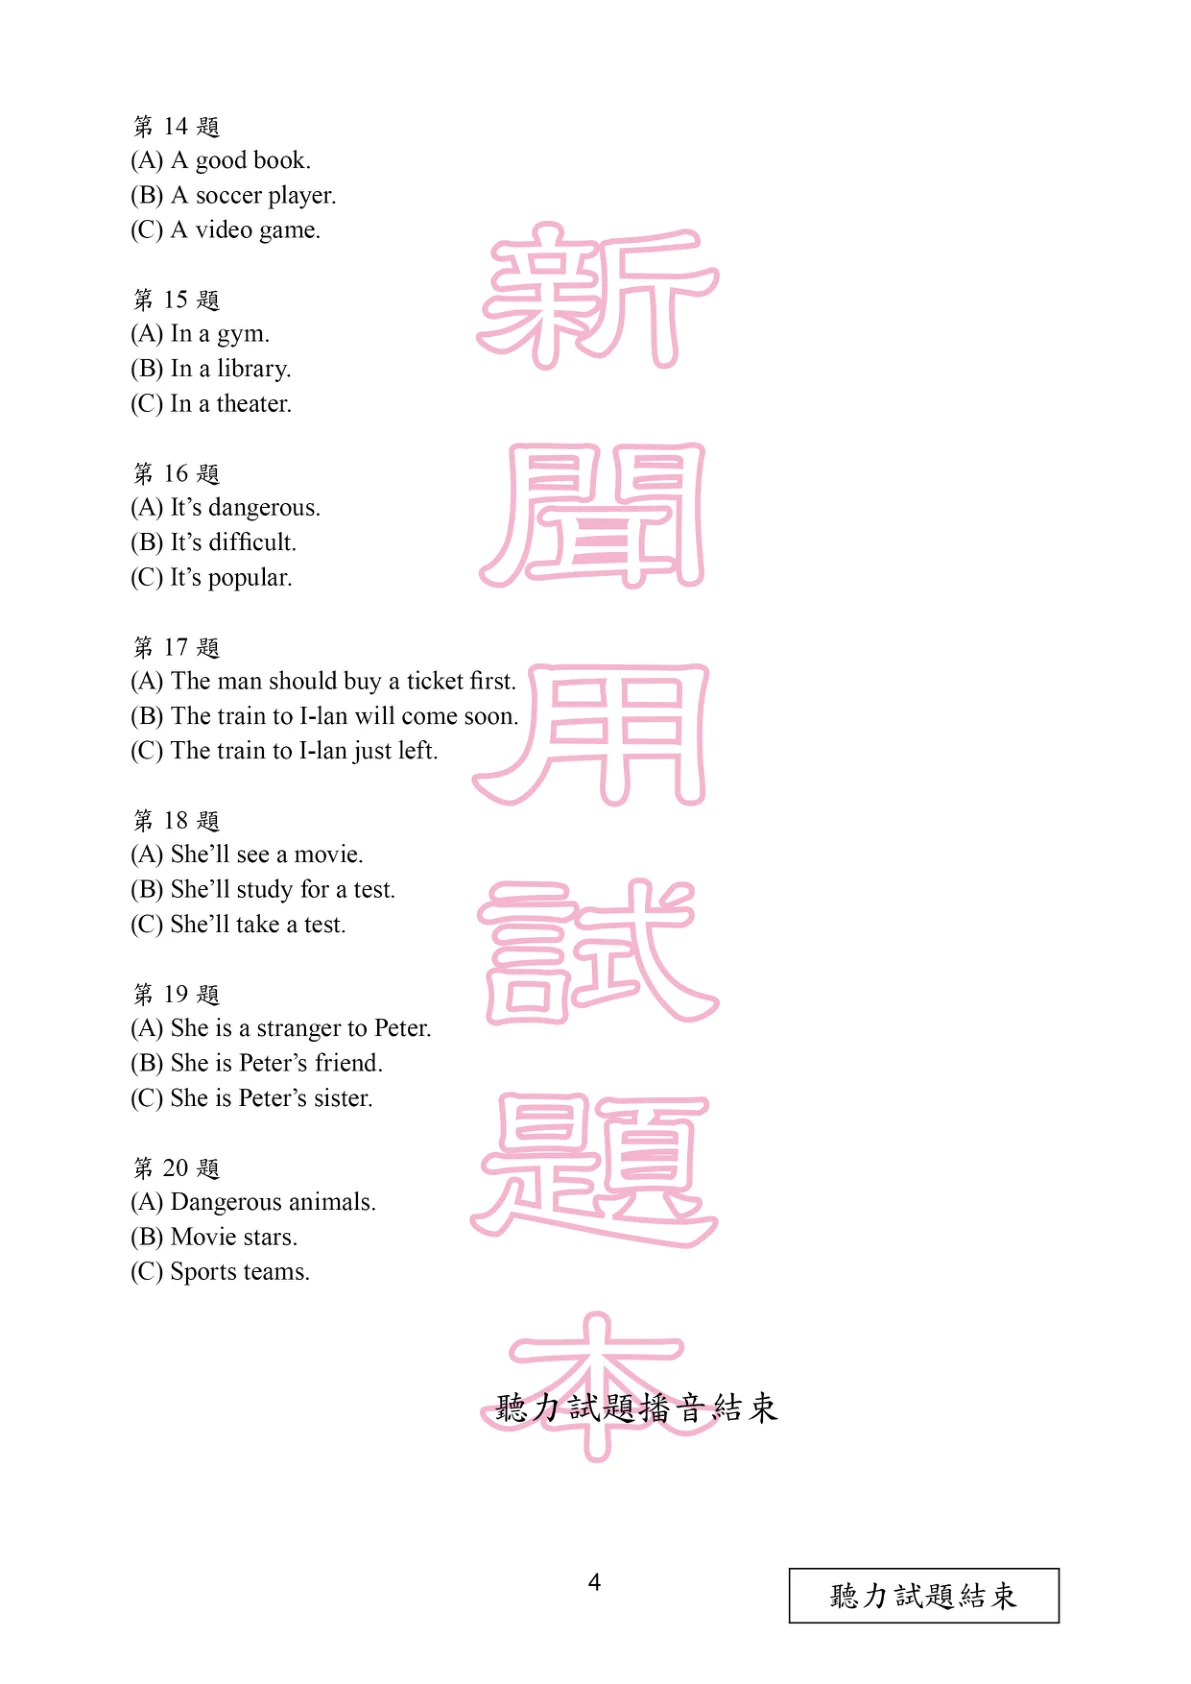 第 14 題
(A) A good book.
(B) A soccer player.
(C) A video game.
第 15 題
(A) In a gym.
(B) In a library.
(C) In a theater.
第 16 題
(A) It’s dangerous.
(B) It’s difficult.
(C) It’s popular.
第 17 題
(A) The man should buy a ticket first.
(B) The train to I-lan will come soon.
(C) The train to I-lan just left.
第 18 題
(A) She’ll see a movie.
(B) She’ll study for a test.
(C) She’ll take a test.
第 19 題
(A) She is a stranger to Peter.
(B) She is Peter’s friend.
(C) She is Peter’s sister.
第 20 題
(A) Dangerous animals.
(B) Movie stars.
(C) Sports teams.
新聞用試題本
聽力試題播音結束
4
聽力試題結束